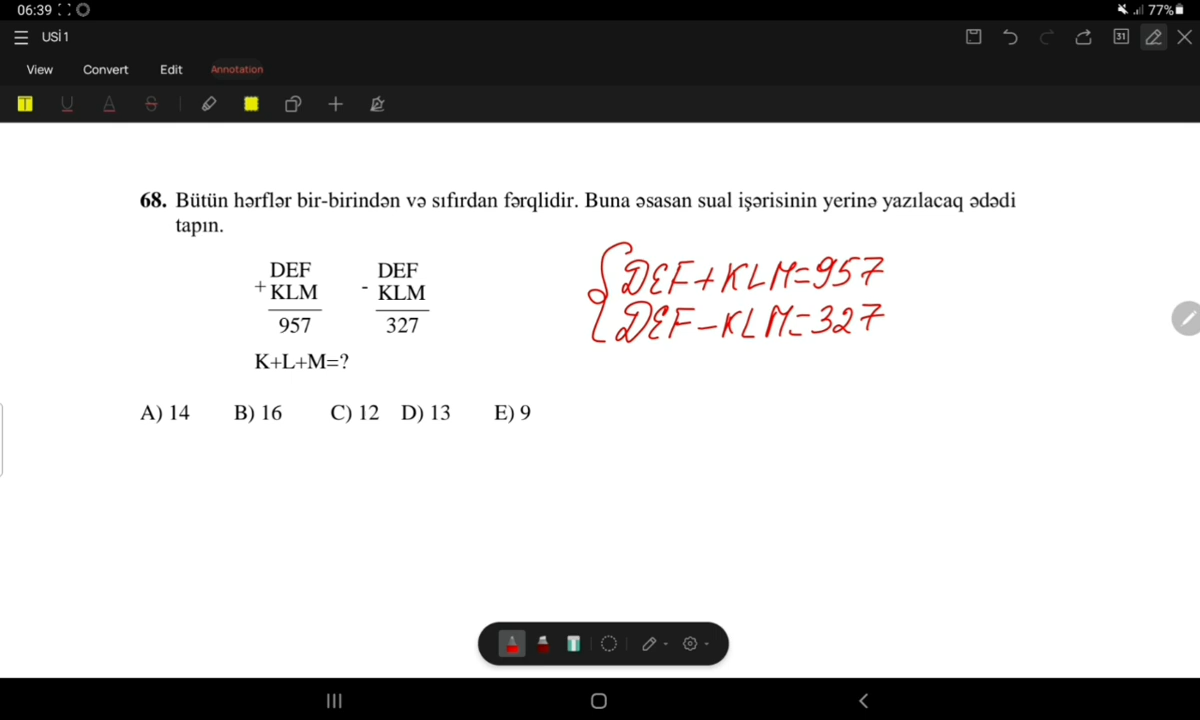 06:39 77%
USİ 1 31
View Convert Edit Annotation
T U A S
68. Bütün hərflər bir-birindən və sıfırdan fərqlidir. Buna əsasan sual işərisinin yerinə yazılacaq ədədi
tapın.
DEF DEF
+ KLM - KLM
957 327
K+L+M=?
A) 14 B) 16 C) 12 D) 13 E) 9
DEF+KLM=957
DEF-KLM=327